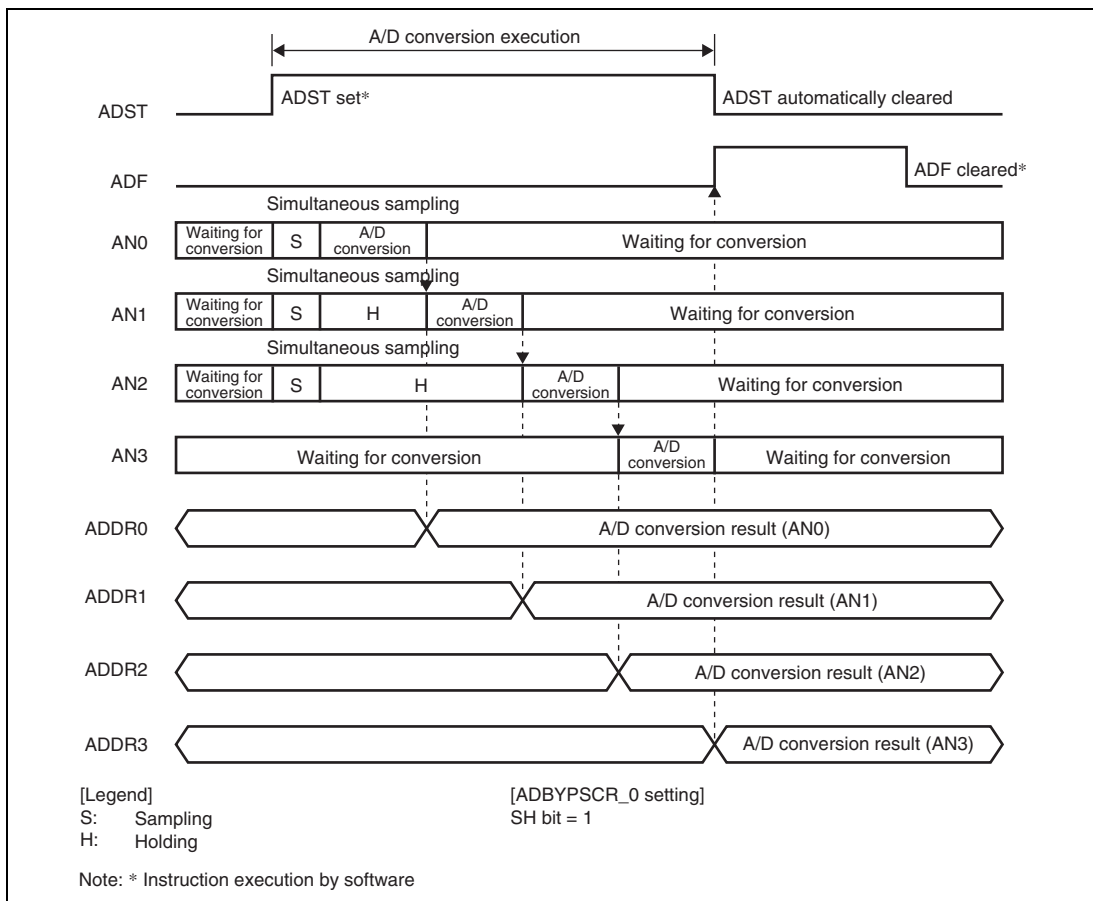 A/D conversion execution
ADST
ADST set*
ADST automatically cleared
ADF
ADF cleared*
Simultaneous sampling
AN0
Waiting for
conversion
S
A/D
conversion
Waiting for conversion
Simultaneous sampling
AN1
Waiting for
conversion
S
H
A/D
conversion
Waiting for conversion
Simultaneous sampling
AN2
Waiting for
conversion
S
H
A/D
conversion
Waiting for conversion
AN3
Waiting for conversion
A/D
conversion
Waiting for conversion
ADDR0
A/D conversion result (AN0)
ADDR1
A/D conversion result (AN1)
ADDR2
A/D conversion result (AN2)
ADDR3
A/D conversion result (AN3)
[Legend]
S: Sampling
H: Holding
[ADBYPSCR_0 setting]
SH bit = 1
Note: * Instruction execution by software